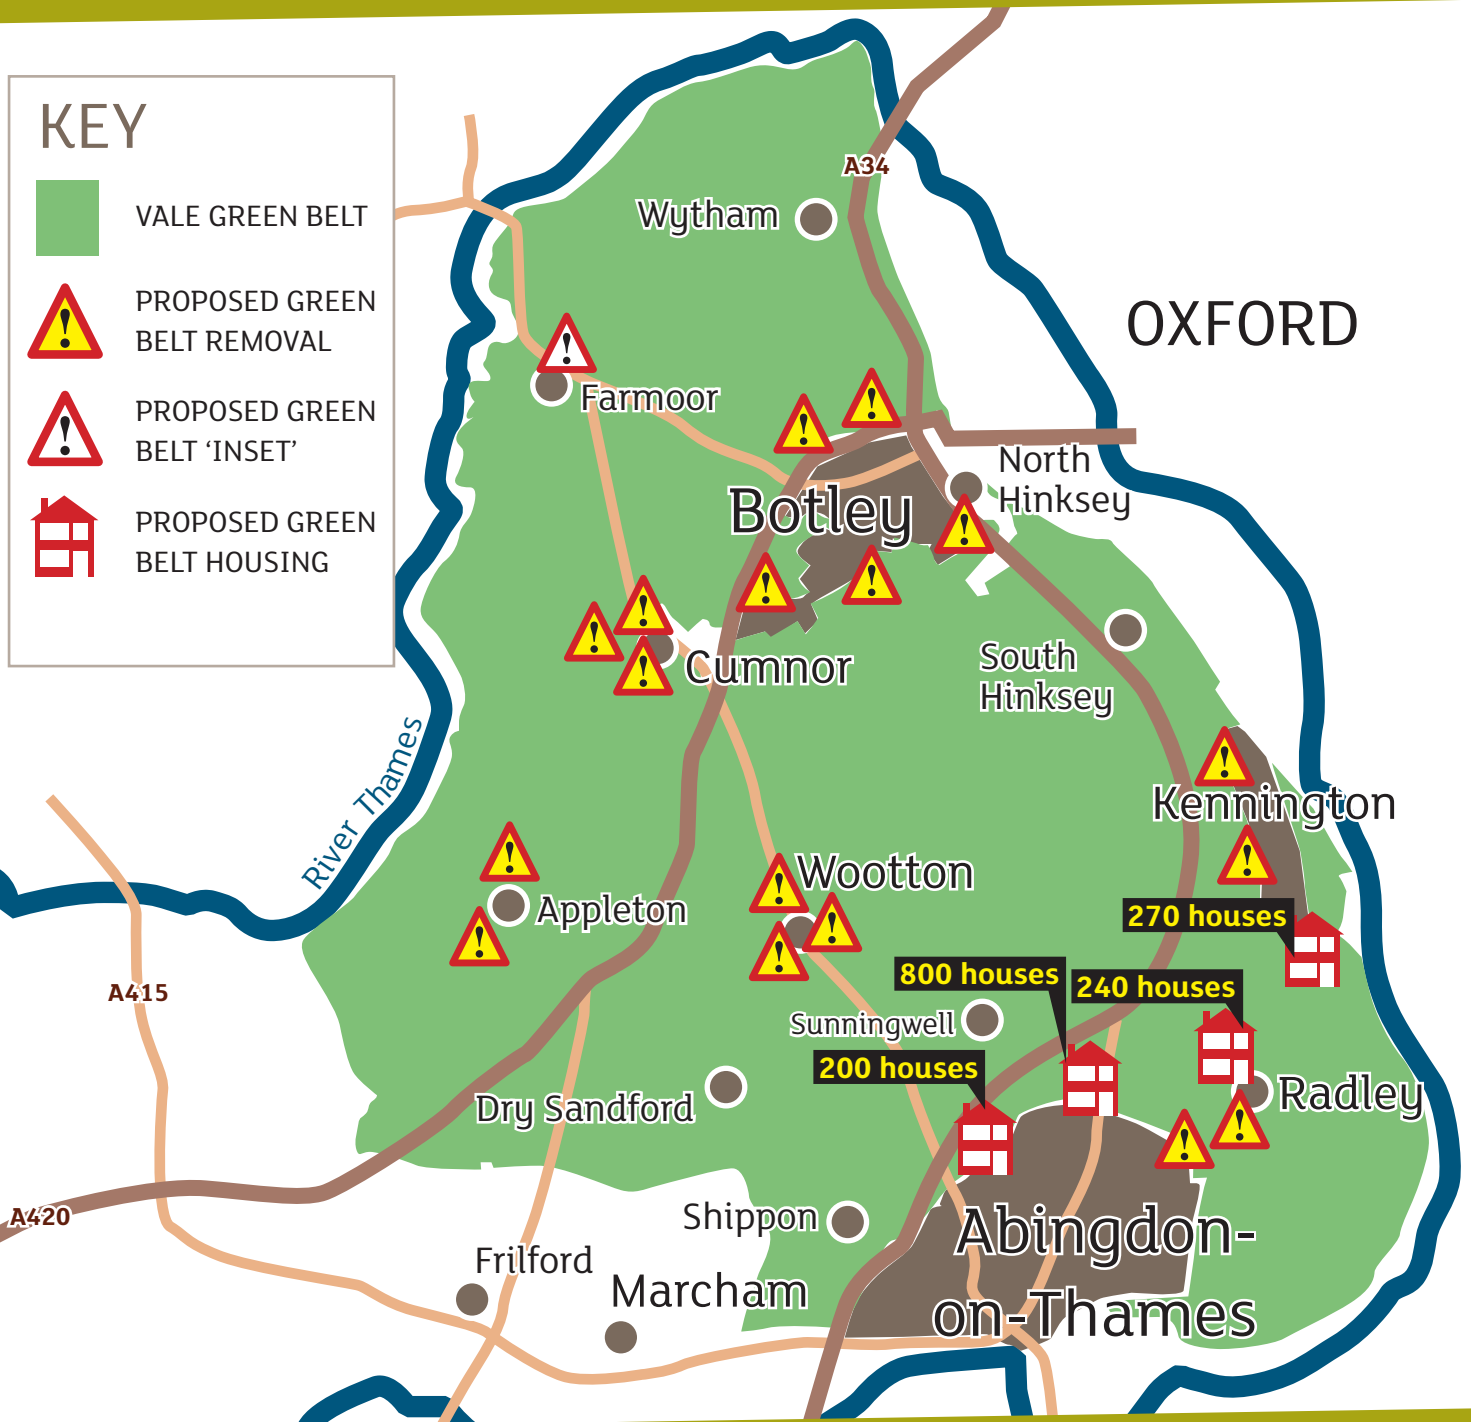 KEY
VALE GREEN BELT
PROPOSED GREEN
BELT REMOVAL
PROPOSED GREEN
BELT ‘INSET’
PROPOSED GREEN
BELT HOUSING
A34
Wytham
OXFORD
Farmoor
North
Hinksey
Botley
South
Hinksey
Cumnor
River Thames
Kennington
Wootton
Appleton
270 houses
800 houses
240 houses
A415
Sunningwell
200 houses
Radley
Dry Sandford
A420
Shippon
Abingdon-
on-Thames
Frilford
Marcham